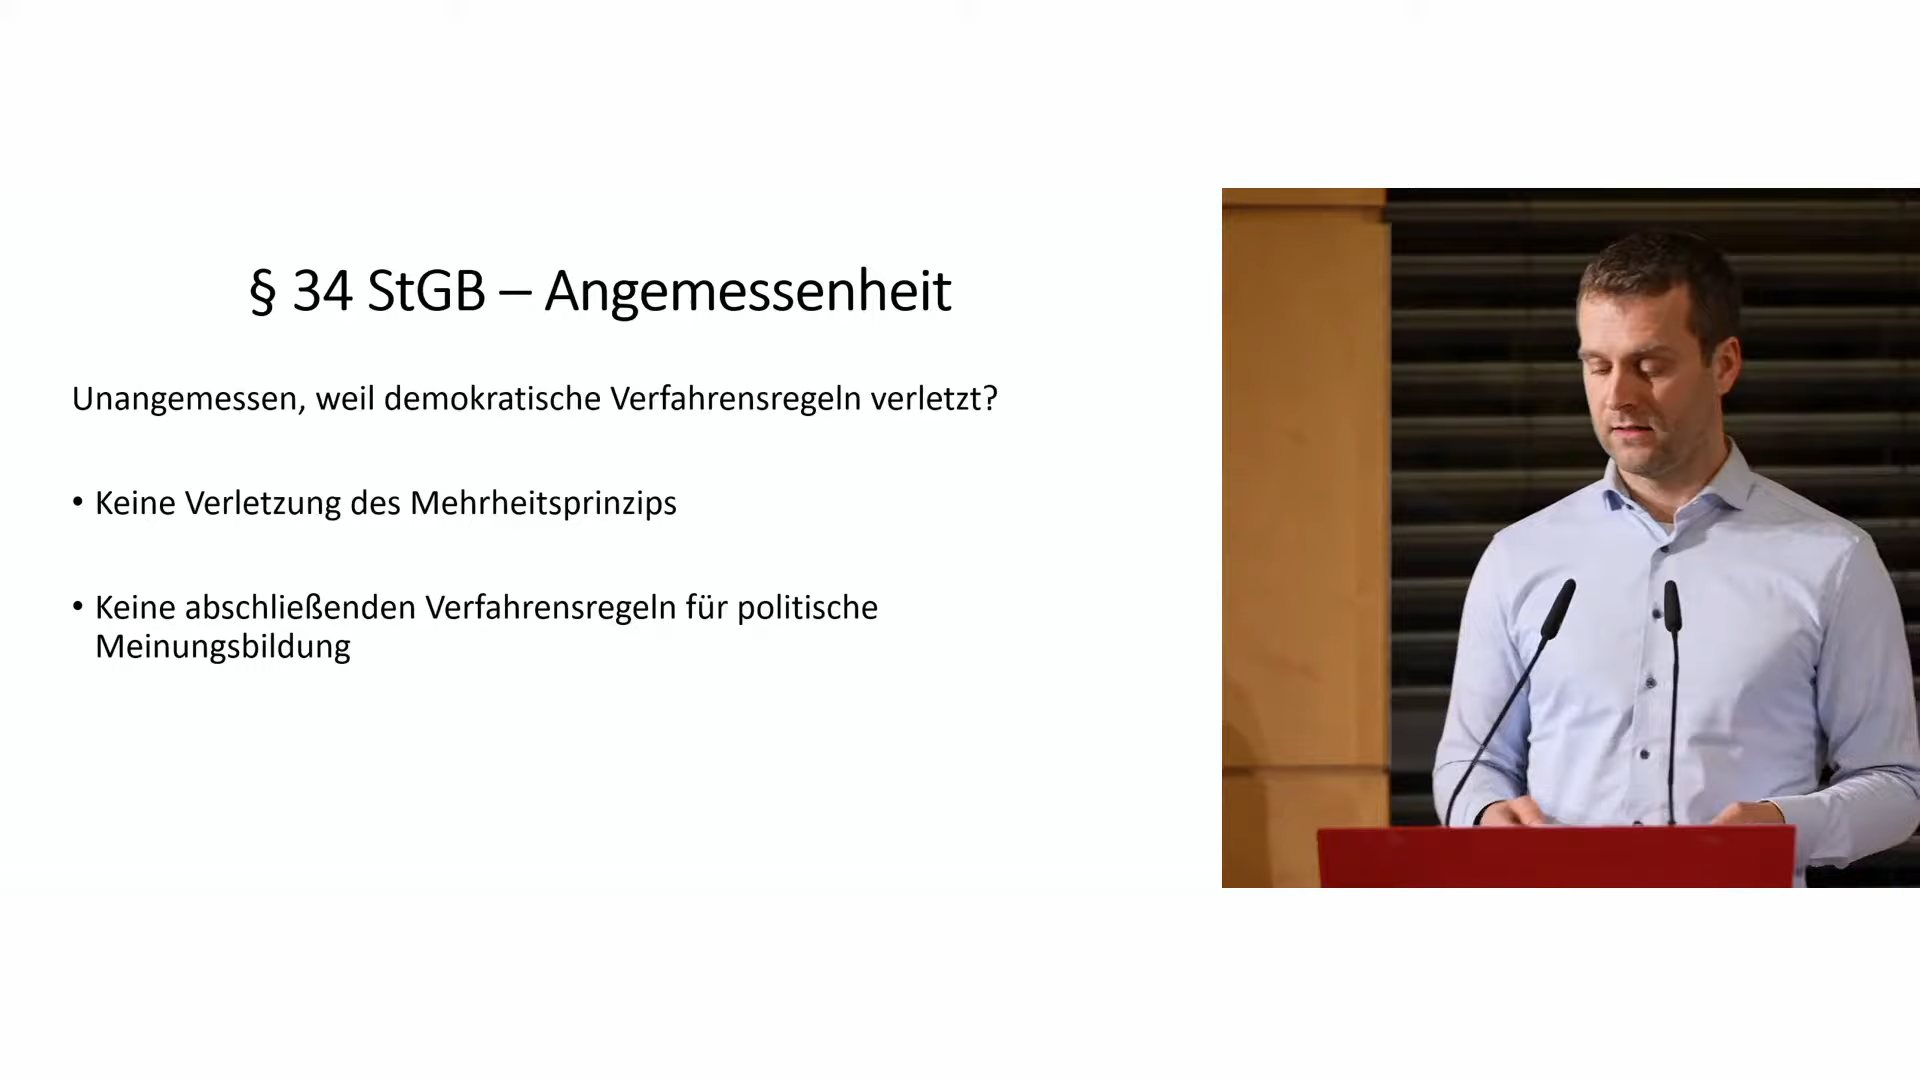 § 34 StGB – Angemessenheit
Unangemessen, weil demokratische Verfahrensregeln verletzt?
• Keine Verletzung des Mehrheitsprinzips
• Keine abschließenden Verfahrensregeln für politische
Meinungsbildung